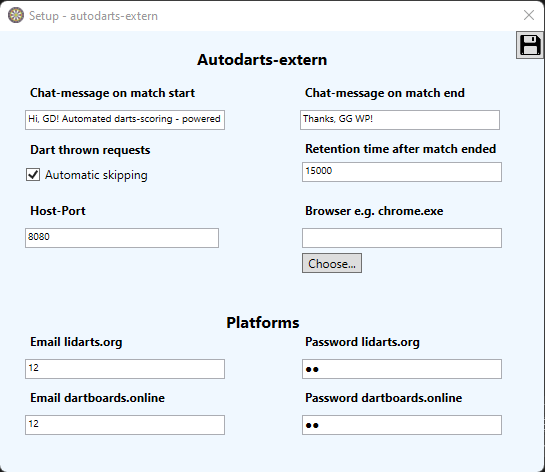 Setup - autodarts-extern
Autodarts-extern
Chat-message on match start
Chat-message on match end
Hi, GD! Automated darts-scoring - powered
Thanks, GG WP!
Dart thrown requests
Retention time after match ended
Automatic skipping
15000
Host-Port
Browser e.g. chrome.exe
8080
Choose...
Platforms
Email lidarts.org
Password lidarts.org
12
●●
Email dartboards.online
Password dartboards.online
12
●●